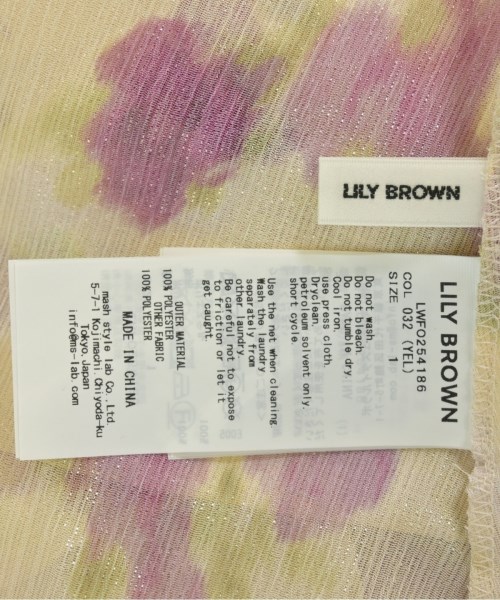 LILY BROWN
LILY BROWN
LWFO254186
COL 032 (YEL)
SIZE 1
Do not wash.
Do not bleach.
Do not tumble dry.
Cool iron.
use press cloth
Dryclean.
petroleum solvent only.
short cycle.
Use the net when cleaning.
Wash the laundry
separately from
other laundry.
Be careful not to expose
to friction or let it
get caught.
OUTER MATERIAL
100% POLYESTER
OTHER FABRIC
100% POLYESTER
MADE IN CHINA
mash style lab Co.,Ltd.
5-7-1 Kojimachi, Chiyoda-ku
Tokyo-Japan
info@ms-lab.com